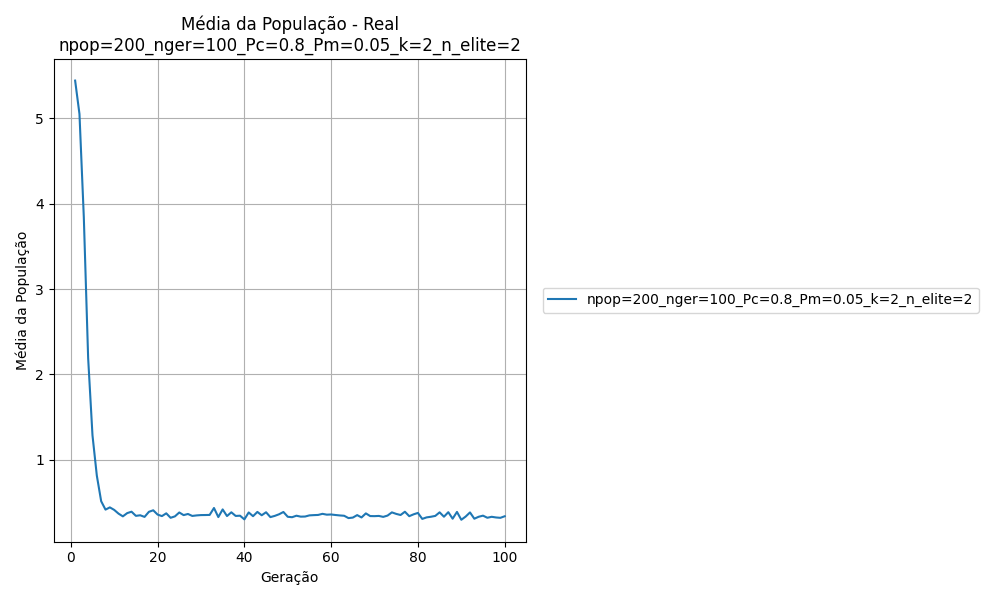 Média da População - Real
npop=200_nger=100_Pc=0.8_Pm=0.05_k=2_n_elite=2
Média da População
5
4
3
2
1
0
20
40
60
80
100
Geração
npop=200_nger=100_Pc=0.8_Pm=0.05_k=2_n_elite=2